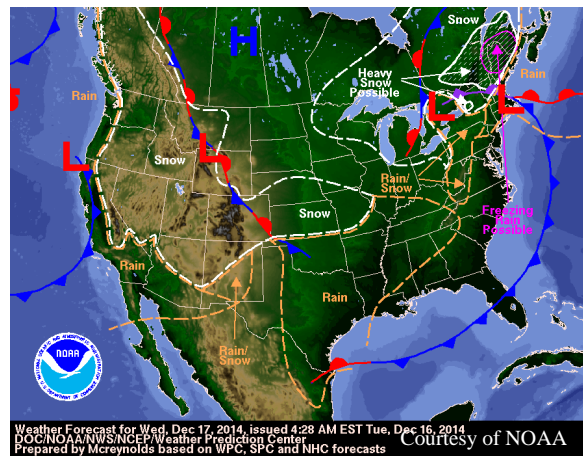 Snow
H
Heavy
Snow
Possible
Rain
Rain
L
L
L
Snow
L
Rain/
Snow
Snow
Freezing
Rain
Possible
Rain
Rain
Rain/
Snow
NOAA
Weather Forecast for Wed, Dec 17, 2014, issued 4:28 AM EST Tue, Dec 16, 2014
DOC/NOAA/NWS/NCEP/Weather Prediction Center
Prepared by Mcreynolds based on WPC, SPC and NHC forecasts
Courtesy of NOAA